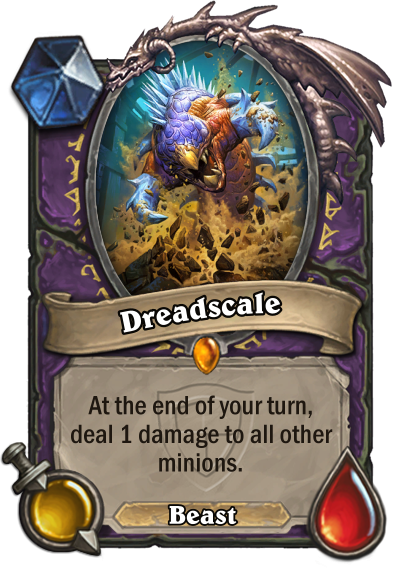 Dreadscale
At the end of your turn,
deal 1 damage to all other
minions.
Beast